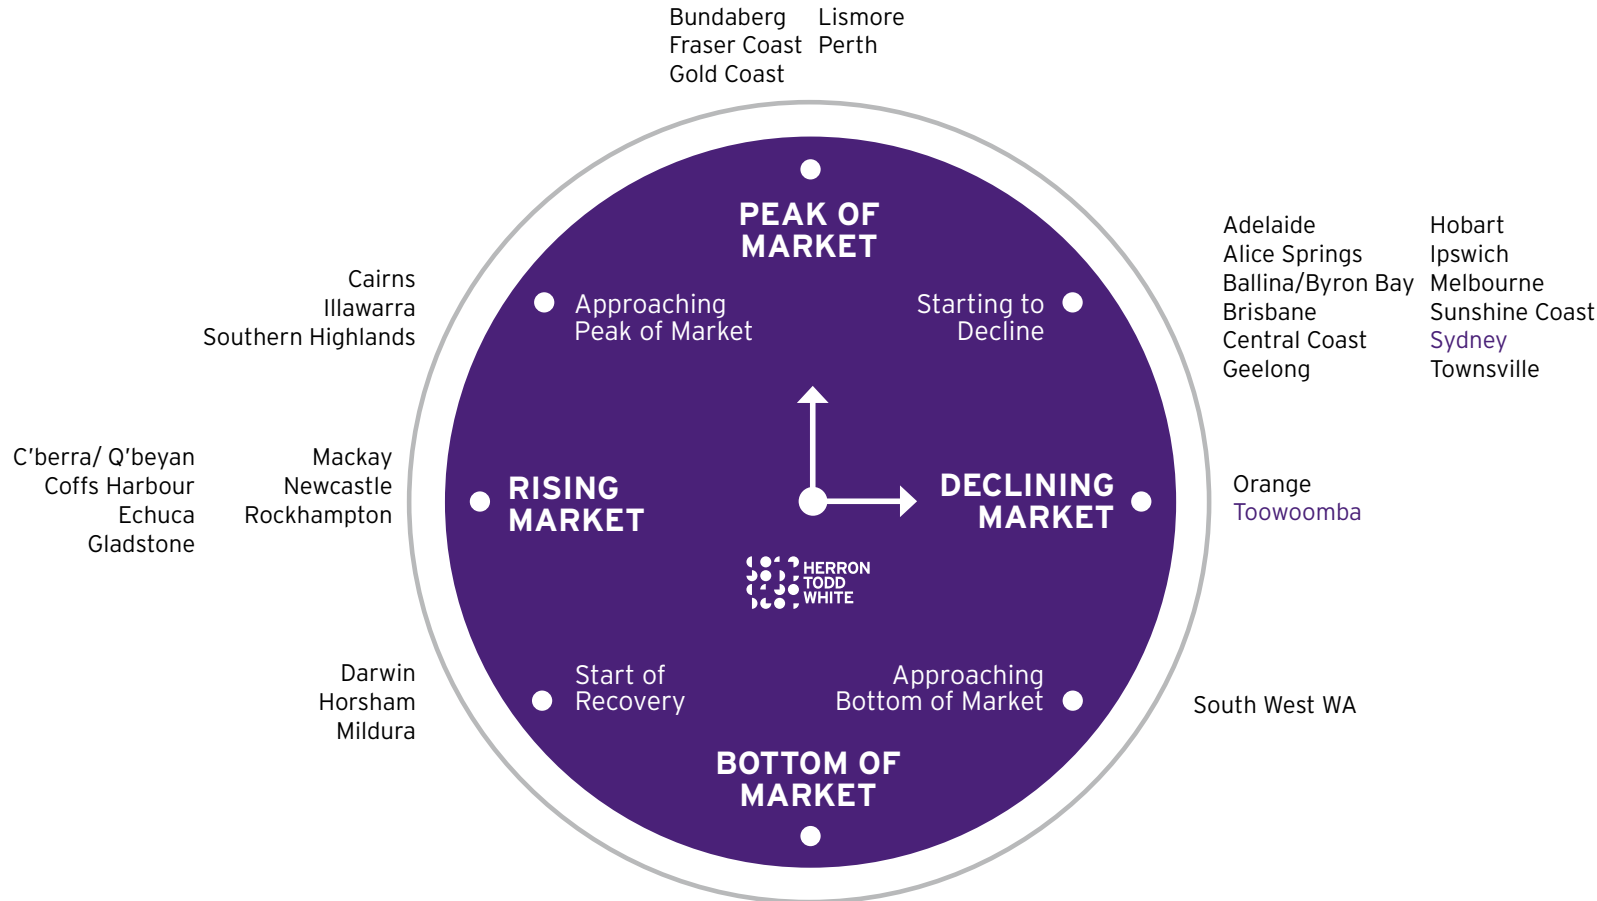 Bundaberg Lismore
Fraser Coast Perth
Gold Coast
PEAK OF
MARKET
Adelaide Hobart
Alice Springs Ipswich
Ballina/Byron Bay Melbourne
Brisbane Sunshine Coast
Central Coast Sydney
Geelong Townsville
Cairns
Illawarra
Southern Highlands
Approaching
Peak of Market
Starting to
Decline
C'berra/ Q'beyan Mackay
Coffs Harbour Newcastle
Echuca Rockhampton
Gladstone
RISING
MARKET
DECLINING
MARKET
Orange
Toowoomba
HERRON
TODD
WHITE
Darwin
Horsham
Mildura
Start of
Recovery
Approaching
Bottom of Market
South West WA
BOTTOM OF
MARKET